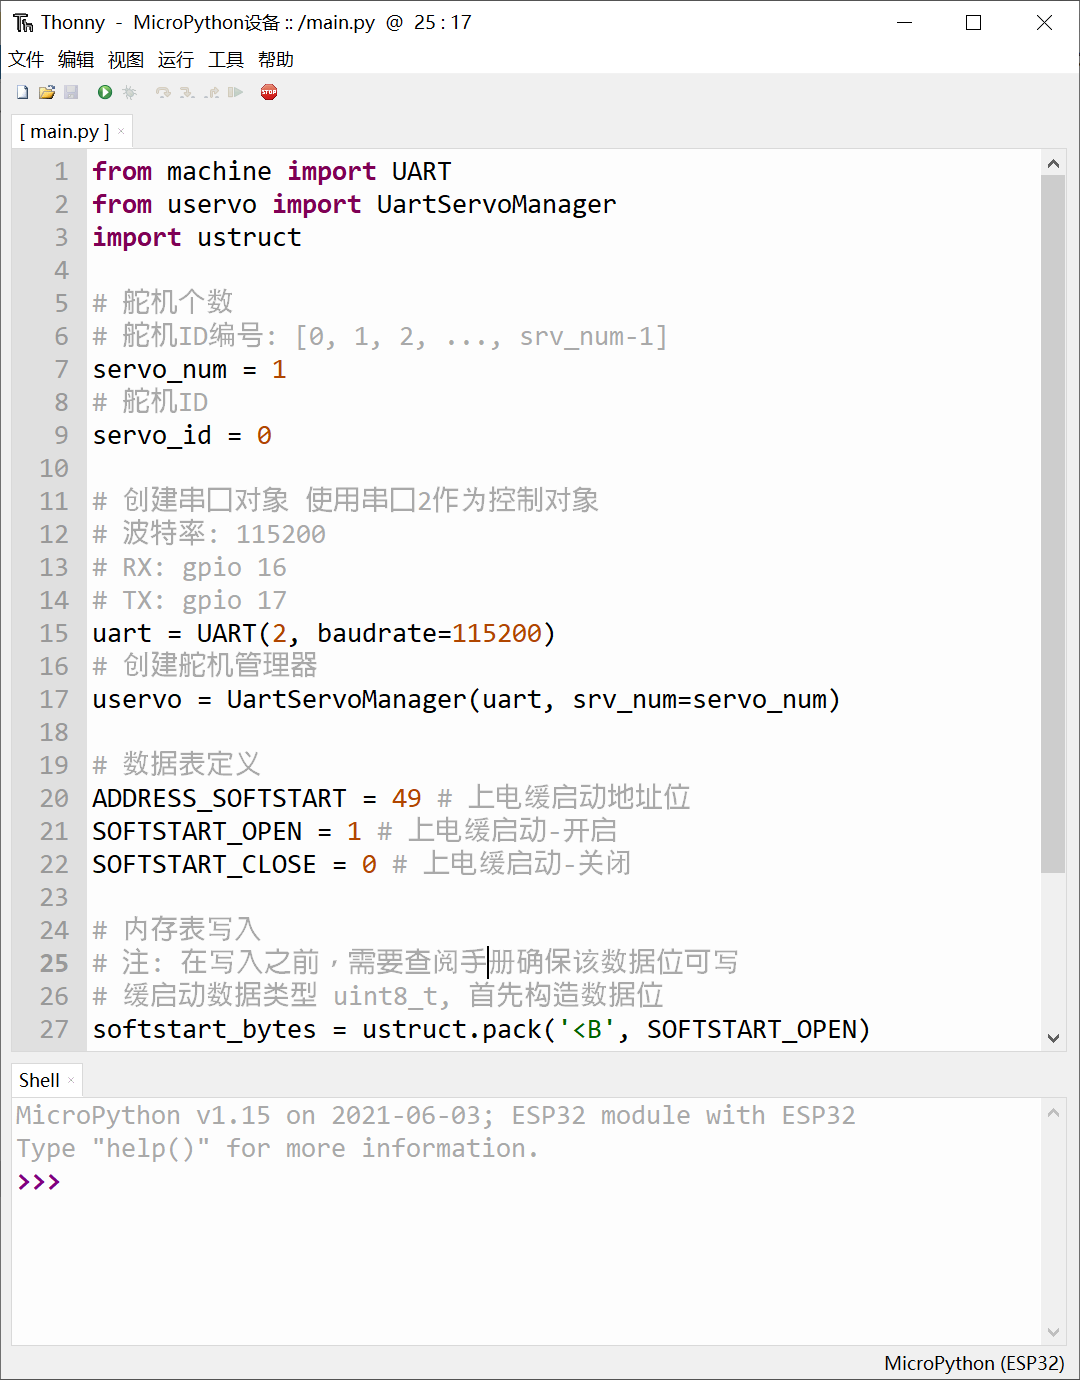 Thonny - MicroPython设备 :: /main.py @ 25 : 17
文件 编辑 视图 运行 工具 帮助
STOP
[ main.py ] ×
1 from machine import UART
2 from uservo import UartServoManager
3 import ustruct
4
5 # 舵机个数
6 # 舵机ID编号: [0, 1, 2, ..., srv_num-1]
7 servo_num = 1
8 # 舵机ID
9 servo_id = 0
10
11 # 创建串口对象 使用串口2作为控制对象
12 # 波特率: 115200
13 # RX: gpio 16
14 # TX: gpio 17
15 uart = UART(2, baudrate=115200)
16 # 创建舵机管理器
17 uservo = UartServoManager(uart, srv_num=servo_num)
18
19 # 数据表定义
20 ADDRESS_SOFTSTART = 49 # 上电缓启动地址位
21 SOFTSTART_OPEN = 1 # 上电缓启动-开启
22 SOFTSTART_CLOSE = 0 # 上电缓启动-关闭
23
24 # 内存表写入
25 # 注: 在写入之前，需要查阅手册确保该数据位可写
26 # 缓启动数据类型 uint8_t, 首先构造数据位
27 softstart_bytes = ustruct.pack('<B', SOFTSTART_OPEN)
Shell ×
MicroPython v1.15 on 2021-06-03; ESP32 module with ESP32
Type "help()" for more information.
>>>
MicroPython (ESP32)